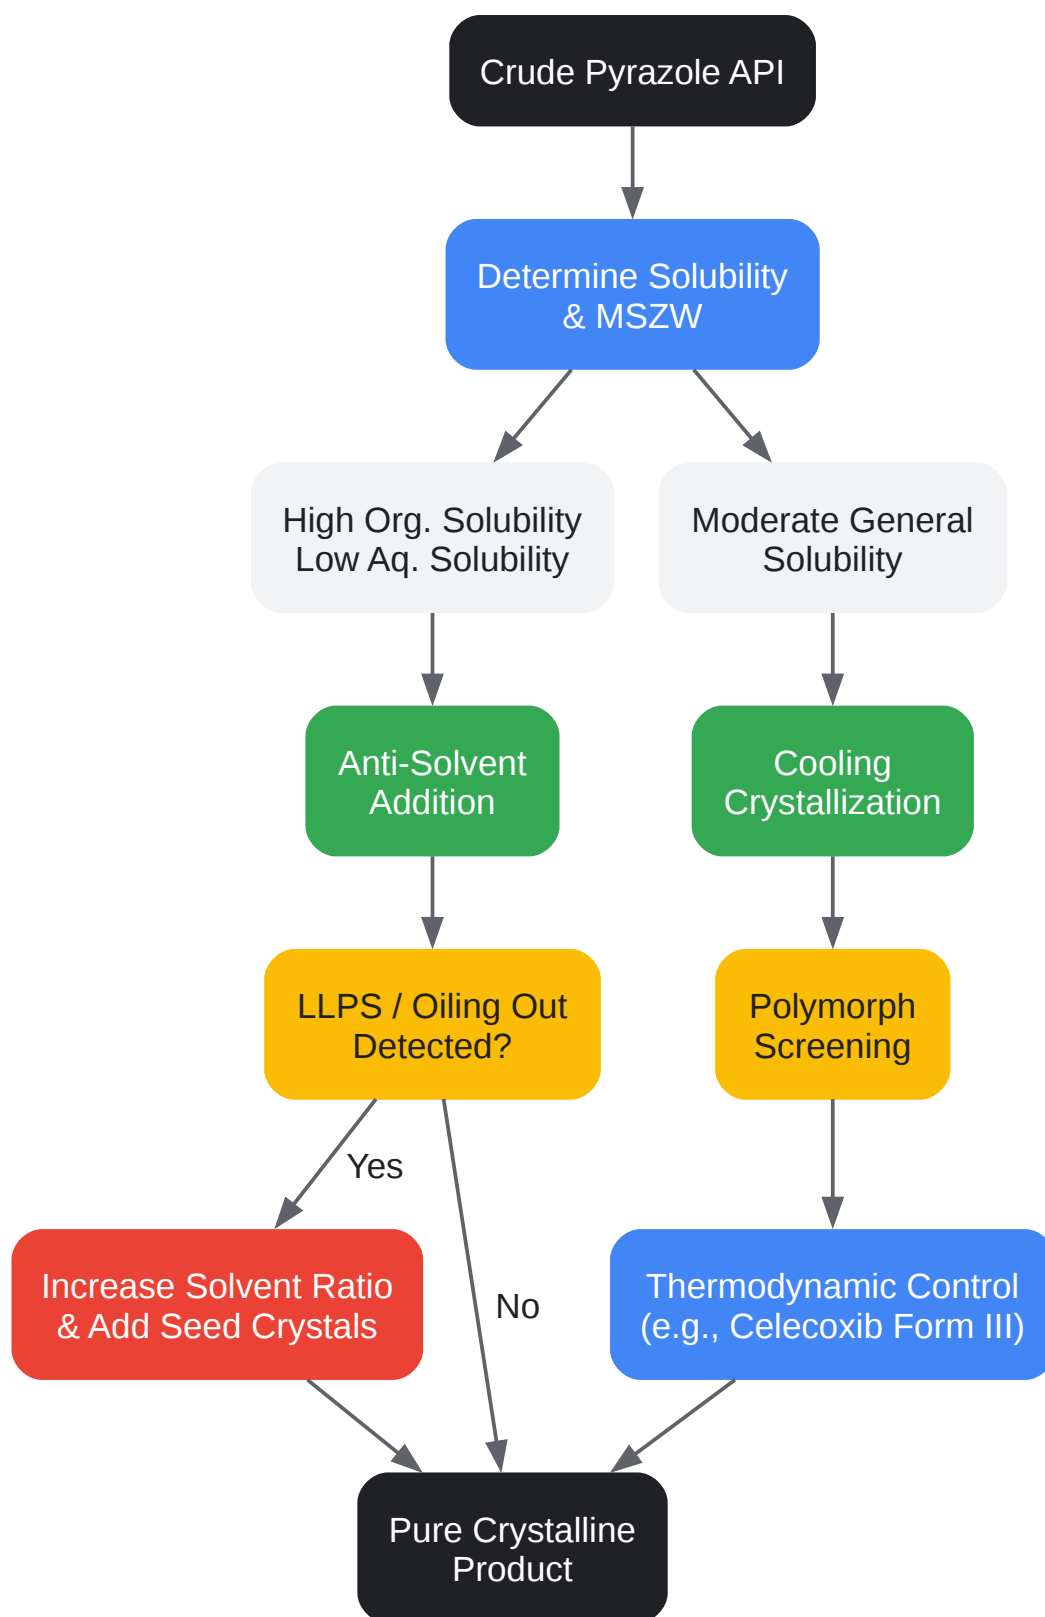 Crude Pyrazole API
Determine Solubility
& MSZW
High Org. Solubility
Low Aq. Solubility
Moderate General
Solubility
Anti-Solvent
Addition
Cooling
Crystallization
LLPS / Oiling Out
Detected?
Polymorph
Screening
Yes
No
Increase Solvent Ratio
& Add Seed Crystals
Thermodynamic Control
(e.g., Celecoxib Form III)
Pure Crystalline
Product